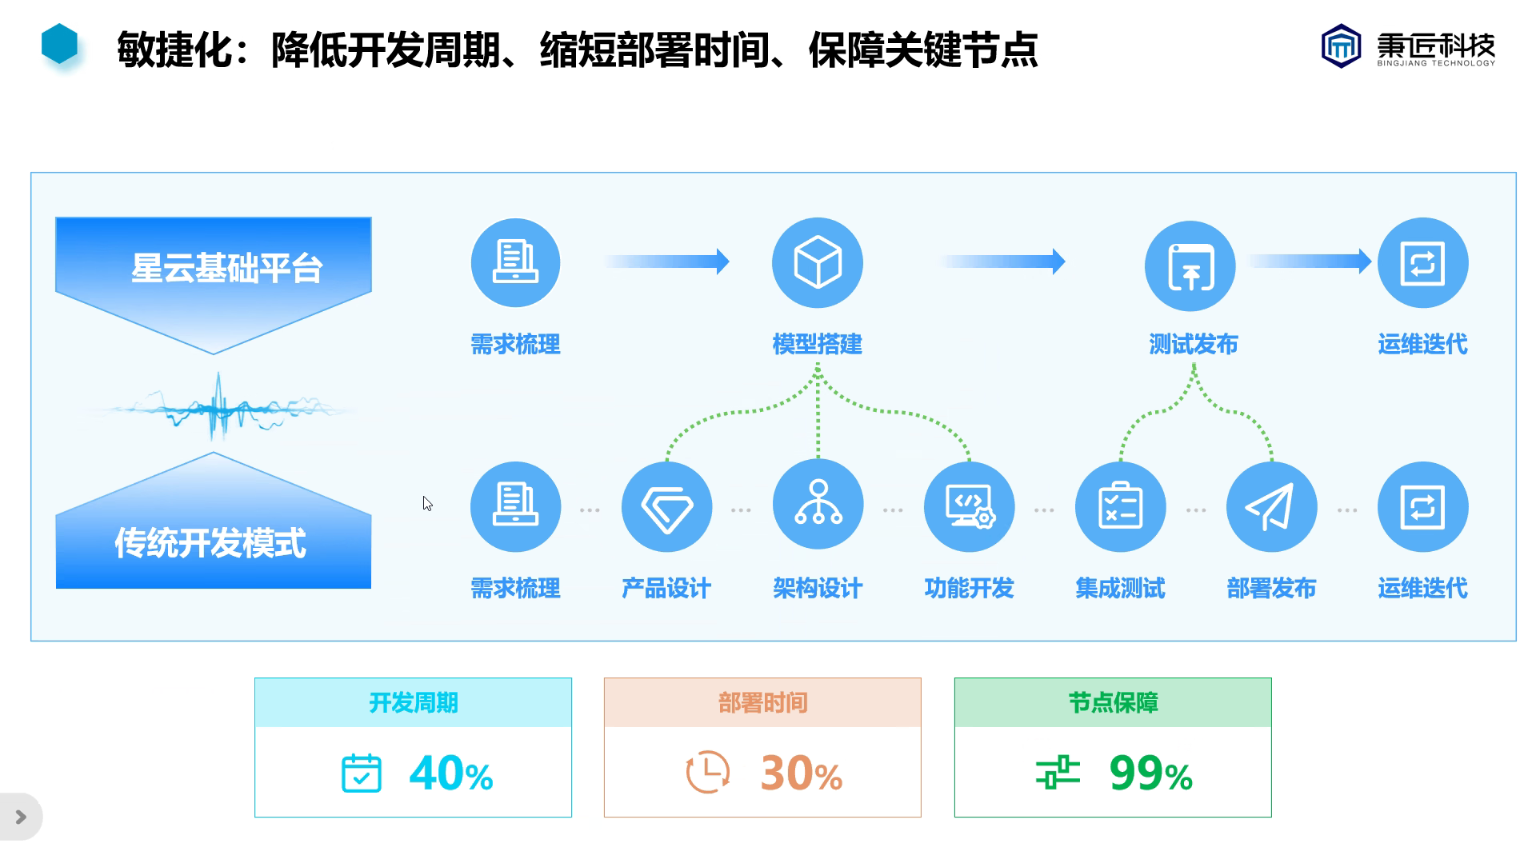 敏捷化：降低开发周期、缩短部署时间、保障关键节点
秉匠科技
BINGJIANG TECHNOLOGY
星云基础平台
需求梳理
模型搭建
测试发布
运维迭代
传统开发模式
需求梳理
产品设计
架构设计
功能开发
集成测试
部署发布
运维迭代
开发周期
40%
部署时间
30%
节点保障
99%